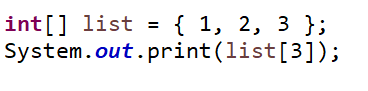 int[] list = { 1, 2, 3 };
System.out.print(list[3]);